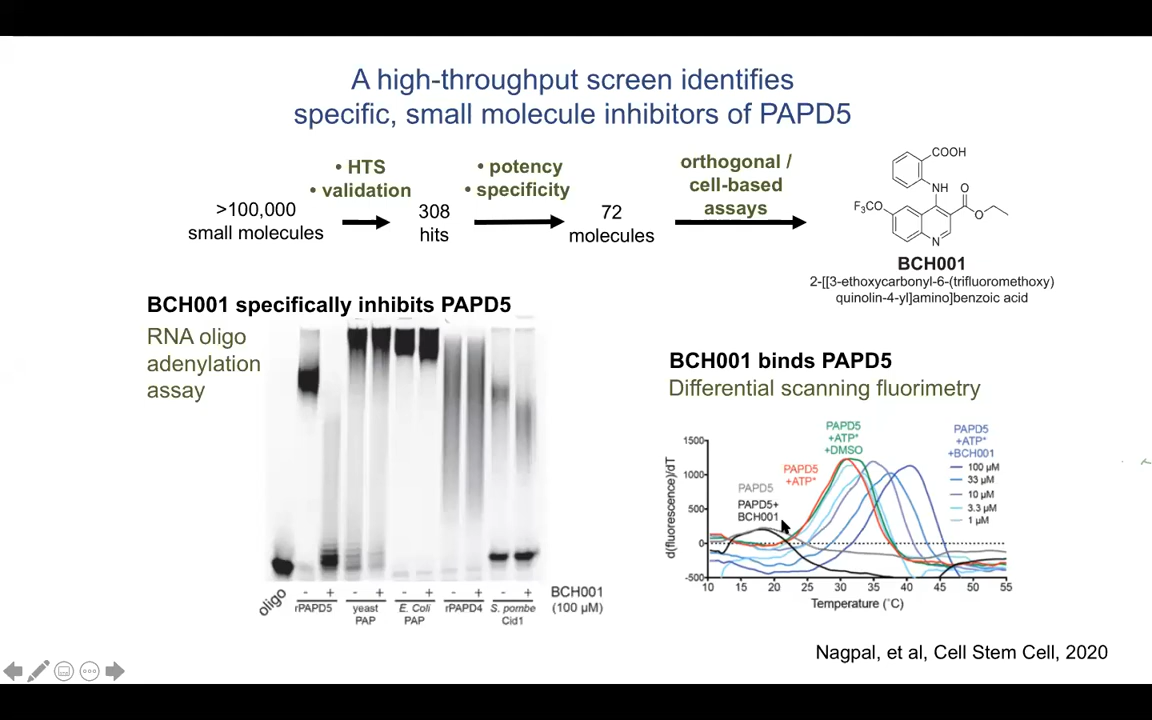 A high-throughput screen identifies
specific, small molecule inhibitors of PAPD5
• HTS
• validation
• potency
• specificity
orthogonal /
cell-based
assays
>100,000
small molecules
308
hits
72
molecules
COOH
NH
O
F₃CO
O
N
BCH001
2-[[3-ethoxycarbonyl-6-(trifluoromethoxy)
quinolin-4-yl]amino]benzoic acid
BCH001 specifically inhibits PAPD5
RNA oligo
adenylation
assay
oligo
- + - + - + - + - +
rPAPD5
yeast
PAP
E. Coli
PAP
rPAPD4
S. pombe
Cid1
BCH001
(100 µM)
BCH001 binds PAPD5
Differential scanning fluorimetry
PAPD5
+ATP*
+DMSO
PAPD5
+ATP*
+BCH001
PAPD5
+ATP*
PAPD5
PAPD5+
BCH001
100 µM
33 µM
10 µM
3.3 µM
1 µM
d(fluorescence)/dT
1500
1000
500
0
-500
10 15 20 25 30 35 40 45 50 55
Temperature (˚C)
Nagpal, et al, Cell Stem Cell, 2020